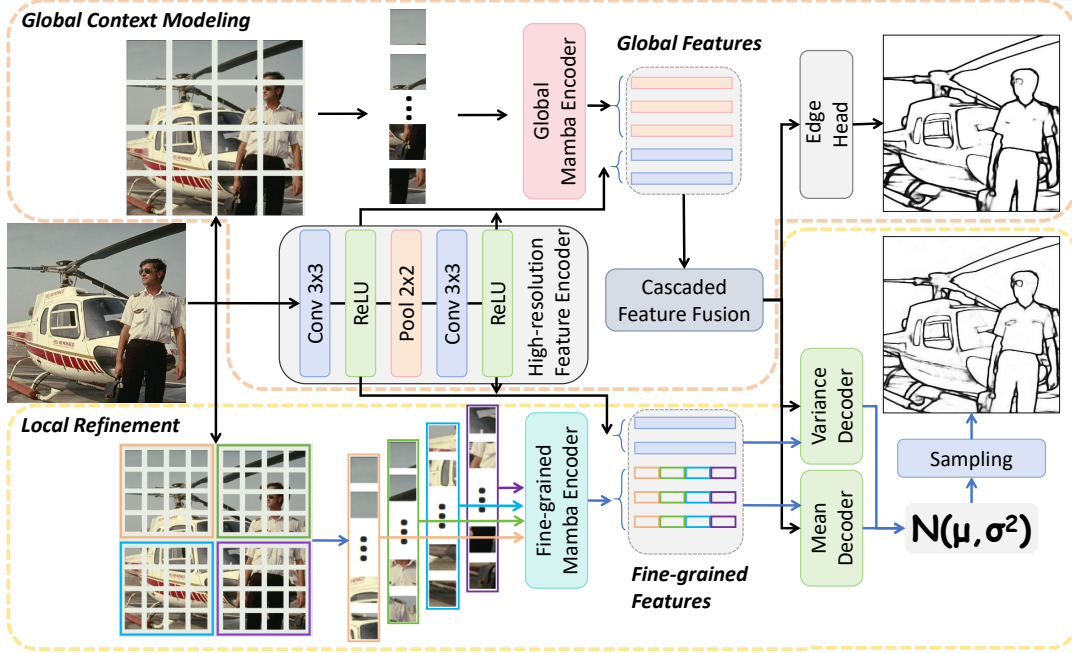 Global Context Modeling
Global
Mamba Encoder
Global Features
Edge
Head
Conv 3x3
ReLU
Pool 2x2
Conv 3x3
ReLU
High-resolution
Feature Encoder
Cascaded
Feature Fusion
Local Refinement
Fine-grained
Mamba Encoder
Fine-grained
Features
Variance
Decoder
Mean
Decoder
Sampling
N(μ,σ²)